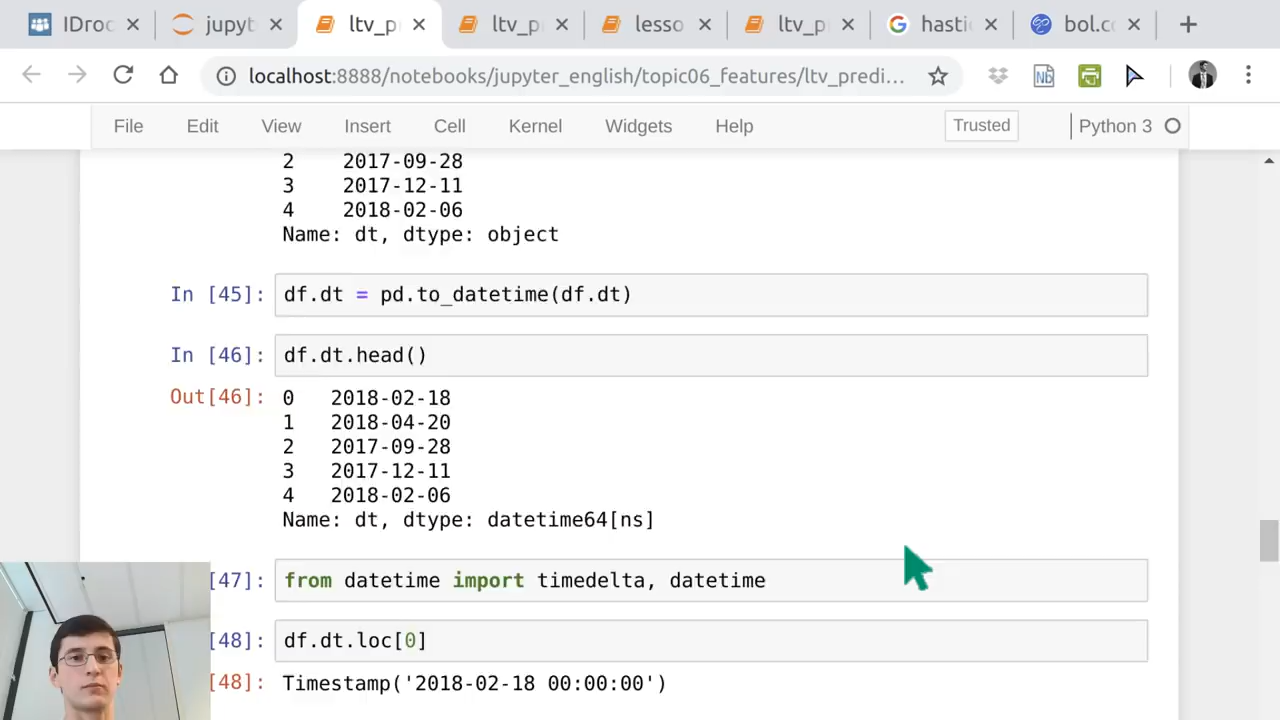 IDroc
jupyt
ltv_p
ltv_p
lesso
ltv_p
hastic
bol.co
localhost:8888/notebooks/jupyter_english/topic06_features/ltv_predi...
File Edit View Insert Cell Kernel Widgets Help Trusted Python 3
2 2017-09-28
3 2017-12-11
4 2018-02-06
Name: dt, dtype: object
In [45]: df.dt = pd.to_datetime(df.dt)
In [46]: df.dt.head()
Out[46]: 0 2018-02-18
1 2018-04-20
2 2017-09-28
3 2017-12-11
4 2018-02-06
Name: dt, dtype: datetime64[ns]
[47]: from datetime import timedelta, datetime
[48]: df.dt.loc[0]
[48]: Timestamp('2018-02-18 00:00:00')